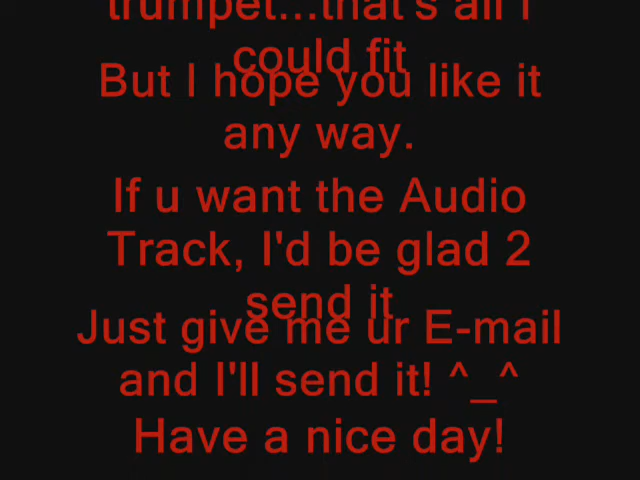 trumpet...that's all I
could fit
But I hope you like it
any way.
If u want the Audio
Track, I'd be glad 2
send it
Just give me ur E-mail
and I'll send it! ^_^
Have a nice day!